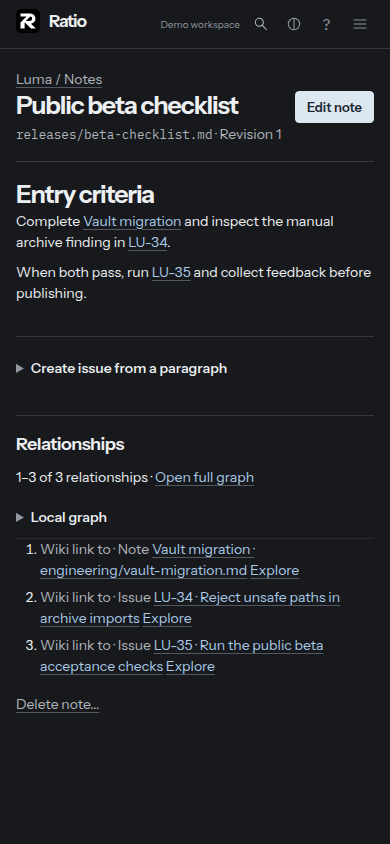 Ratio
Demo workspace
?
Luma / Notes
Public beta checklist
Edit note
releases/beta-checklist.md · Revision 1
Entry criteria
Complete Vault migration and inspect the manual
archive finding in LU-34.
When both pass, run LU-35 and collect feedback before
publishing.
Create issue from a paragraph
Relationships
1–3 of 3 relationships · Open full graph
Local graph
1. Wiki link to · Note Vault migration ·
engineering/vault-migration.md Explore
2. Wiki link to · Issue LU-34 · Reject unsafe paths in
archive imports Explore
3. Wiki link to · Issue LU-35 · Run the public beta
acceptance checks Explore
Delete note…